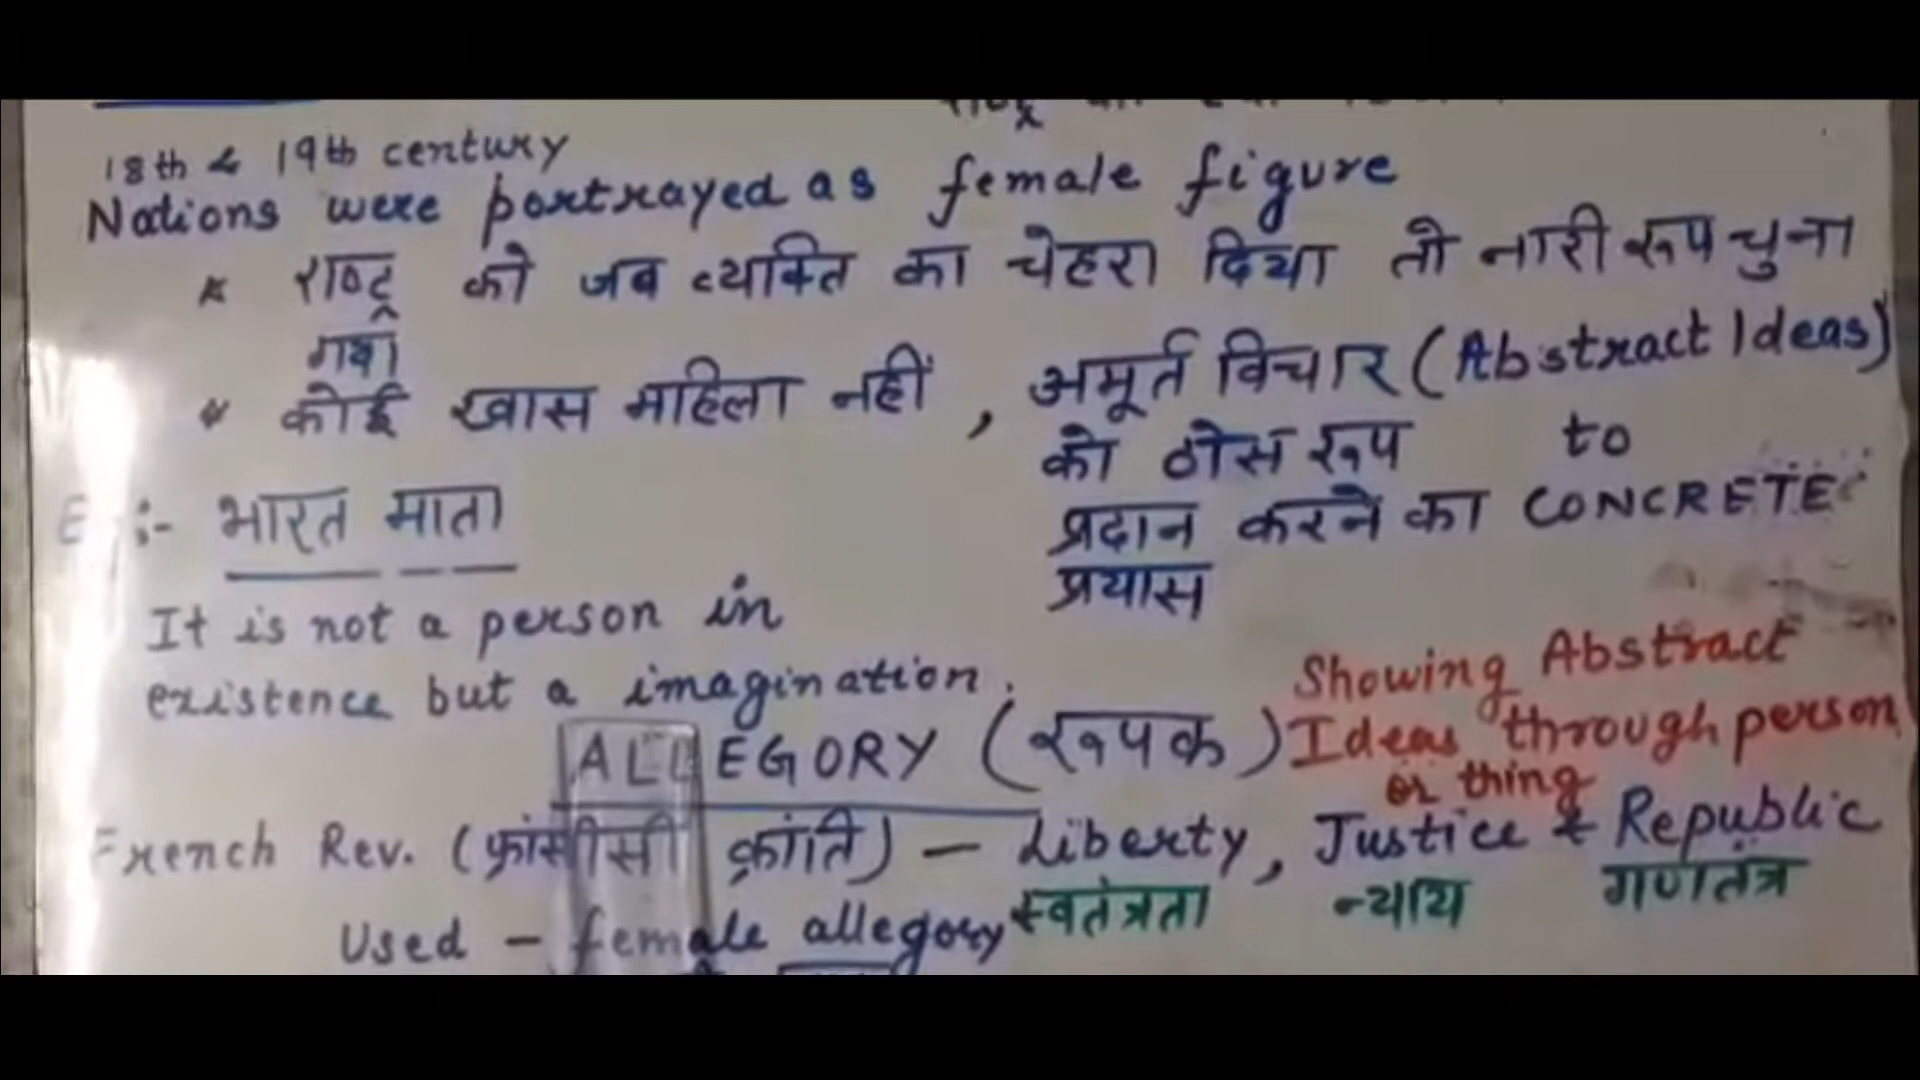 18th & 19th century
Nations were portrayed as female figure
* राष्ट्र को जब व्यक्ति का चेहरा दिया तो नारी रूप चुना
गया
* कोई खास महिला नहीं, अमूर्त विचार (Abstract Ideas)
को ठोस रूप to
प्रदान करने का CONCRETE
प्रयास
:- भारत माता
It is not a person in
existence but a imagination.
ALLEGORY (रूपक) Showing Abstract
Ideas through person
or thing
French Rev. (फ्रांसीसी क्रांति) - Liberty, Justice & Republic
स्वतंत्रता न्याय गणतंत्र
Used - female allegory